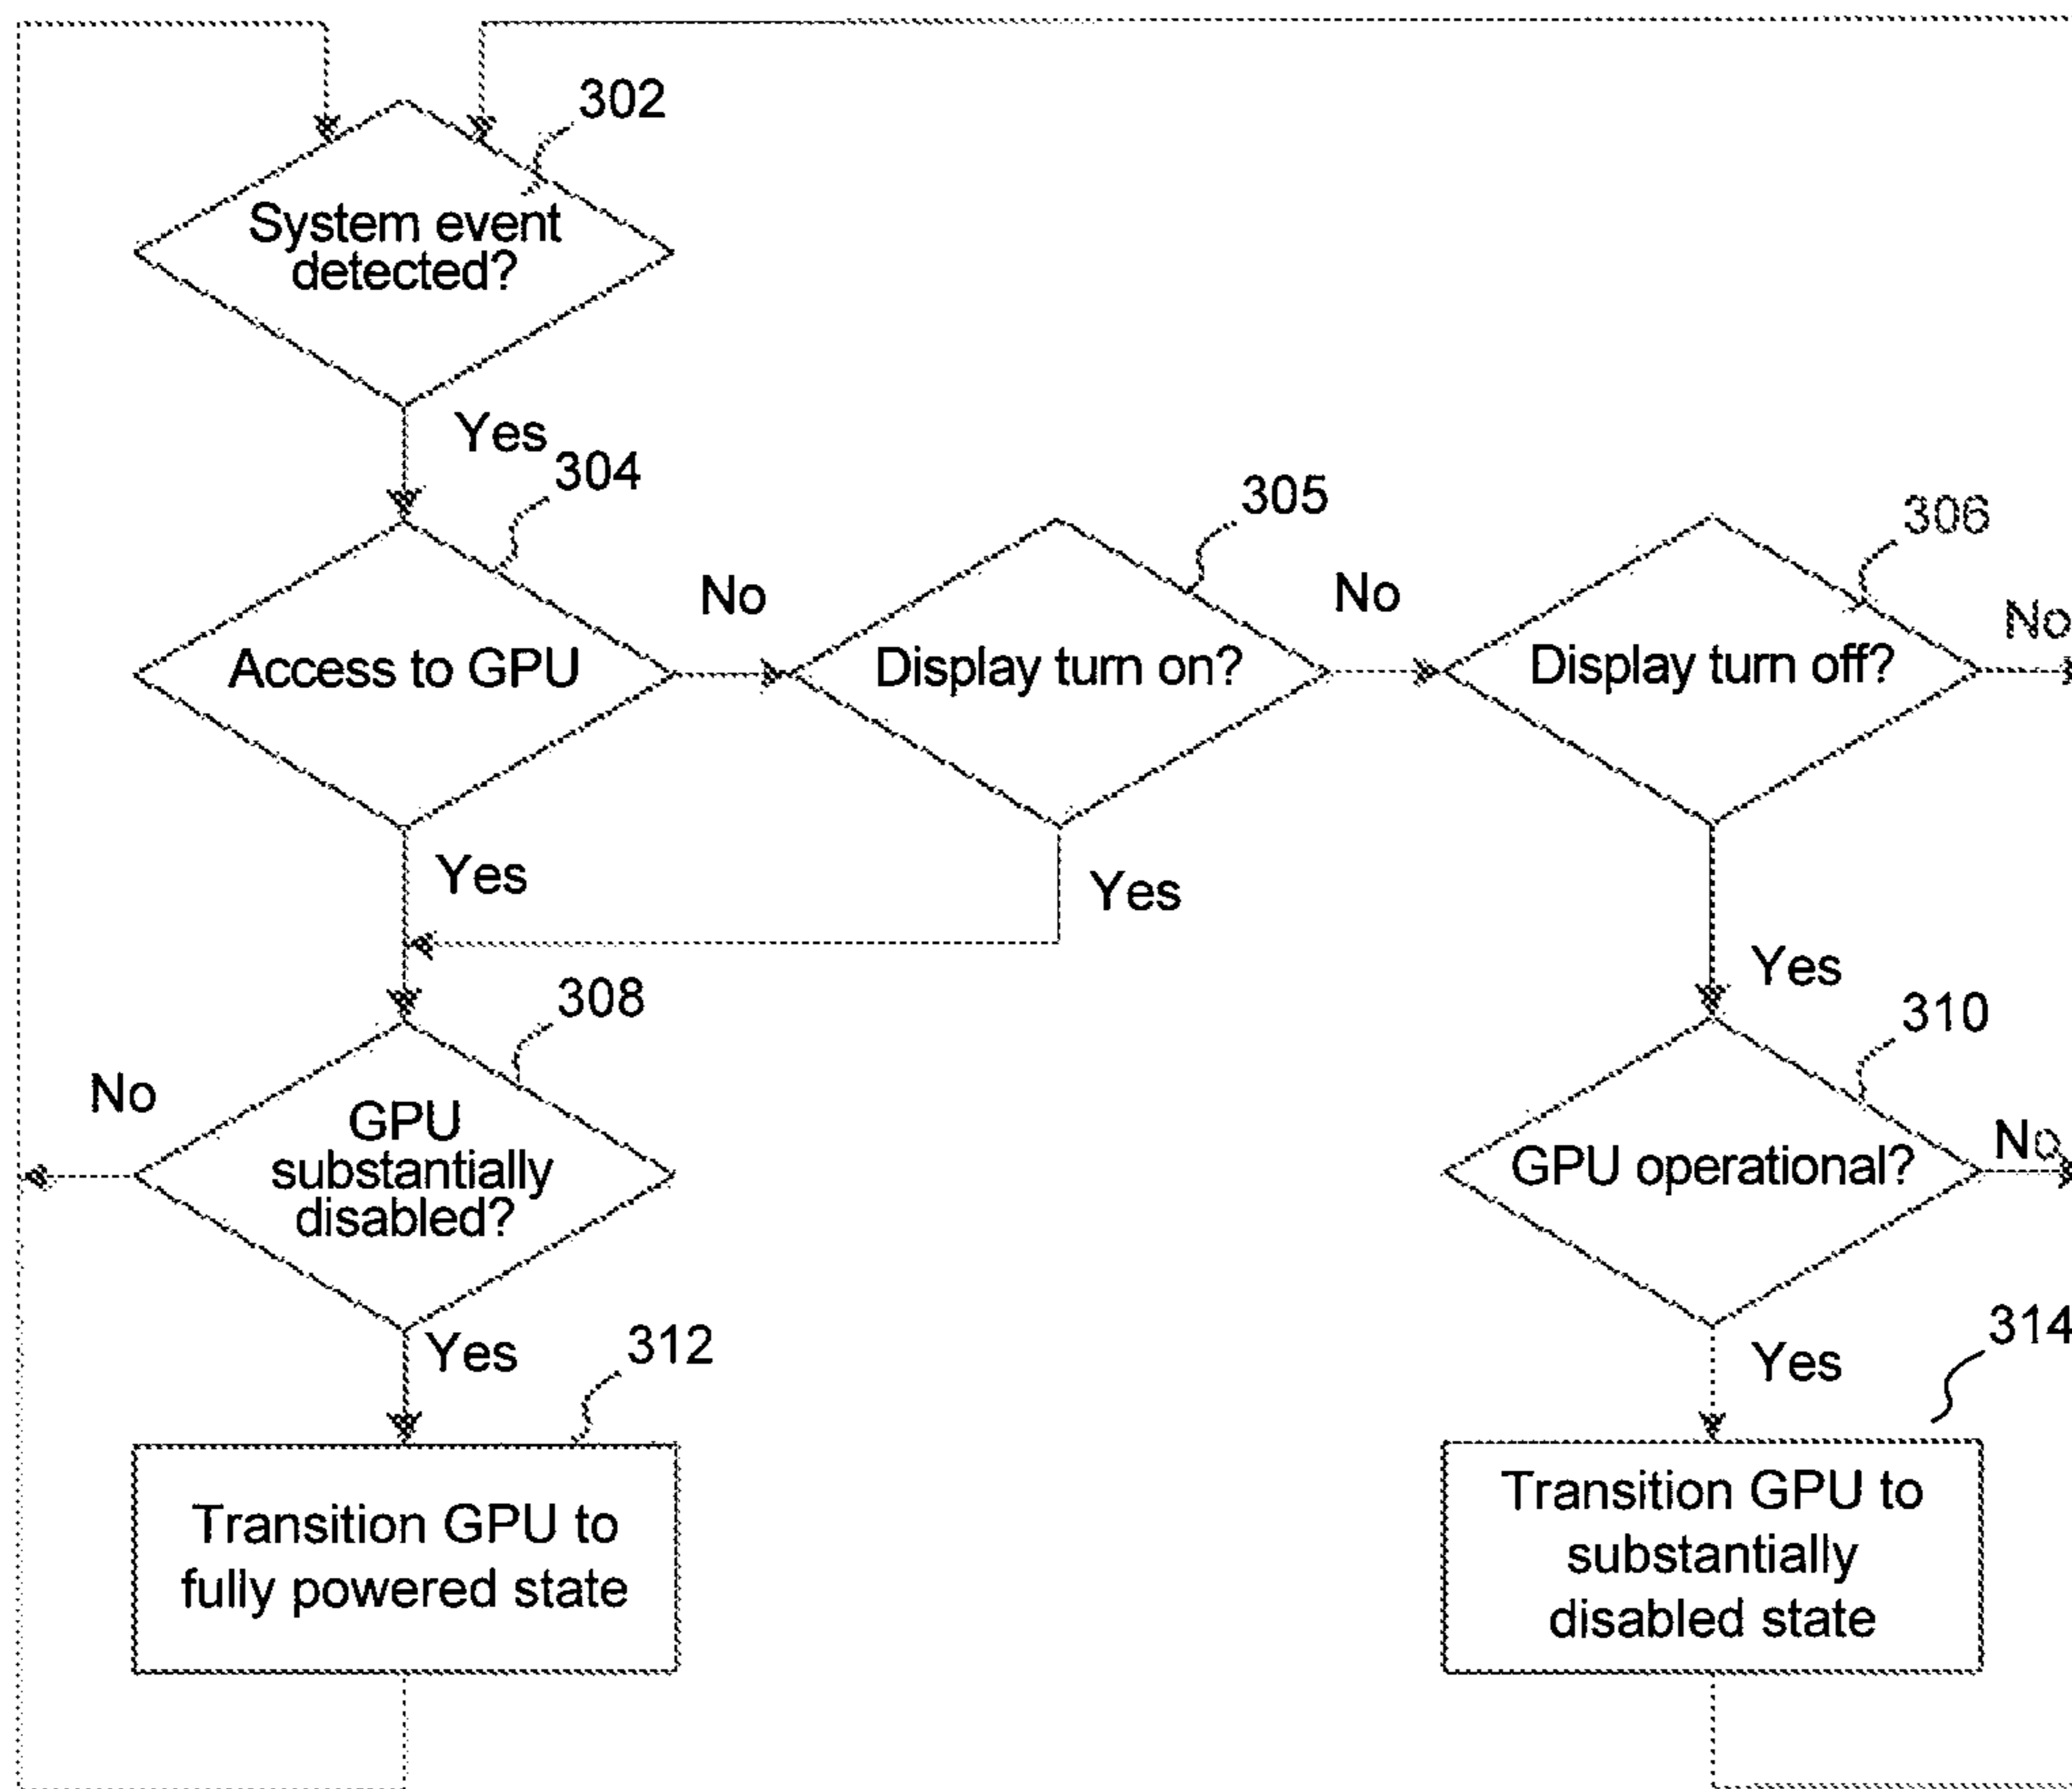 302
System event
detected?
Yes
304
305
306
No
No
No
Access to GPU
Display turn on?
Display turn off?
Yes
Yes
Yes
308
310
No
GPU
substantially
disabled?
GPU operational?
No
Yes
312
Yes
314
Transition GPU to
fully powered state
Transition GPU to
substantially
disabled state